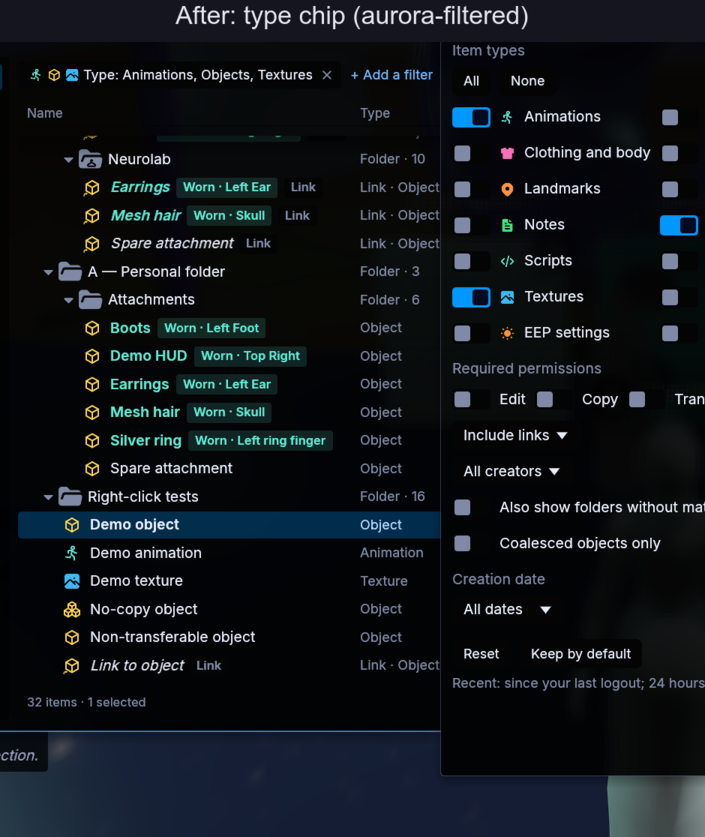 After: type chip (aurora-filtered)
Type: Animations, Objects, Textures
+ Add a filter
Name
Type
Neurolab
Folder · 10
Earrings
Worn · Left Ear
Link
Link · Object
Mesh hair
Worn · Skull
Link
Link · Object
Spare attachment
Link
Link · Object
A — Personal folder
Folder · 3
Attachments
Folder · 6
Boots
Worn · Left Foot
Object
Demo HUD
Worn · Top Right
Object
Earrings
Worn · Left Ear
Object
Mesh hair
Worn · Skull
Object
Silver ring
Worn · Left ring finger
Object
Spare attachment
Object
Right-click tests
Folder · 16
Demo object
Object
Demo animation
Animation
Demo texture
Texture
No-copy object
Object
Non-transferable object
Object
Link to object
Link
Link · Object
32 items · 1 selected
ction.
Item types
All
None
Animations
Clothing and body
Landmarks
Notes
Scripts
Textures
EEP settings
Required permissions
Edit
Copy
Tran
Include links
All creators
Also show folders without mat
Coalesced objects only
Creation date
All dates
Reset
Keep by default
Recent: since your last logout; 24 hours